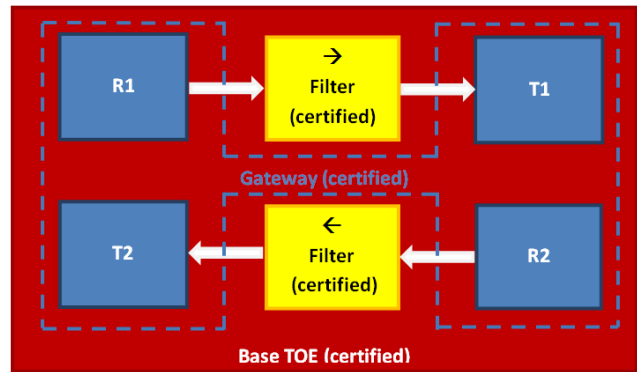 R1
→
Filter
(certified)
T1
Gateway (certified)
T2
←
Filter
(certified)
R2
Base TOE (certified)